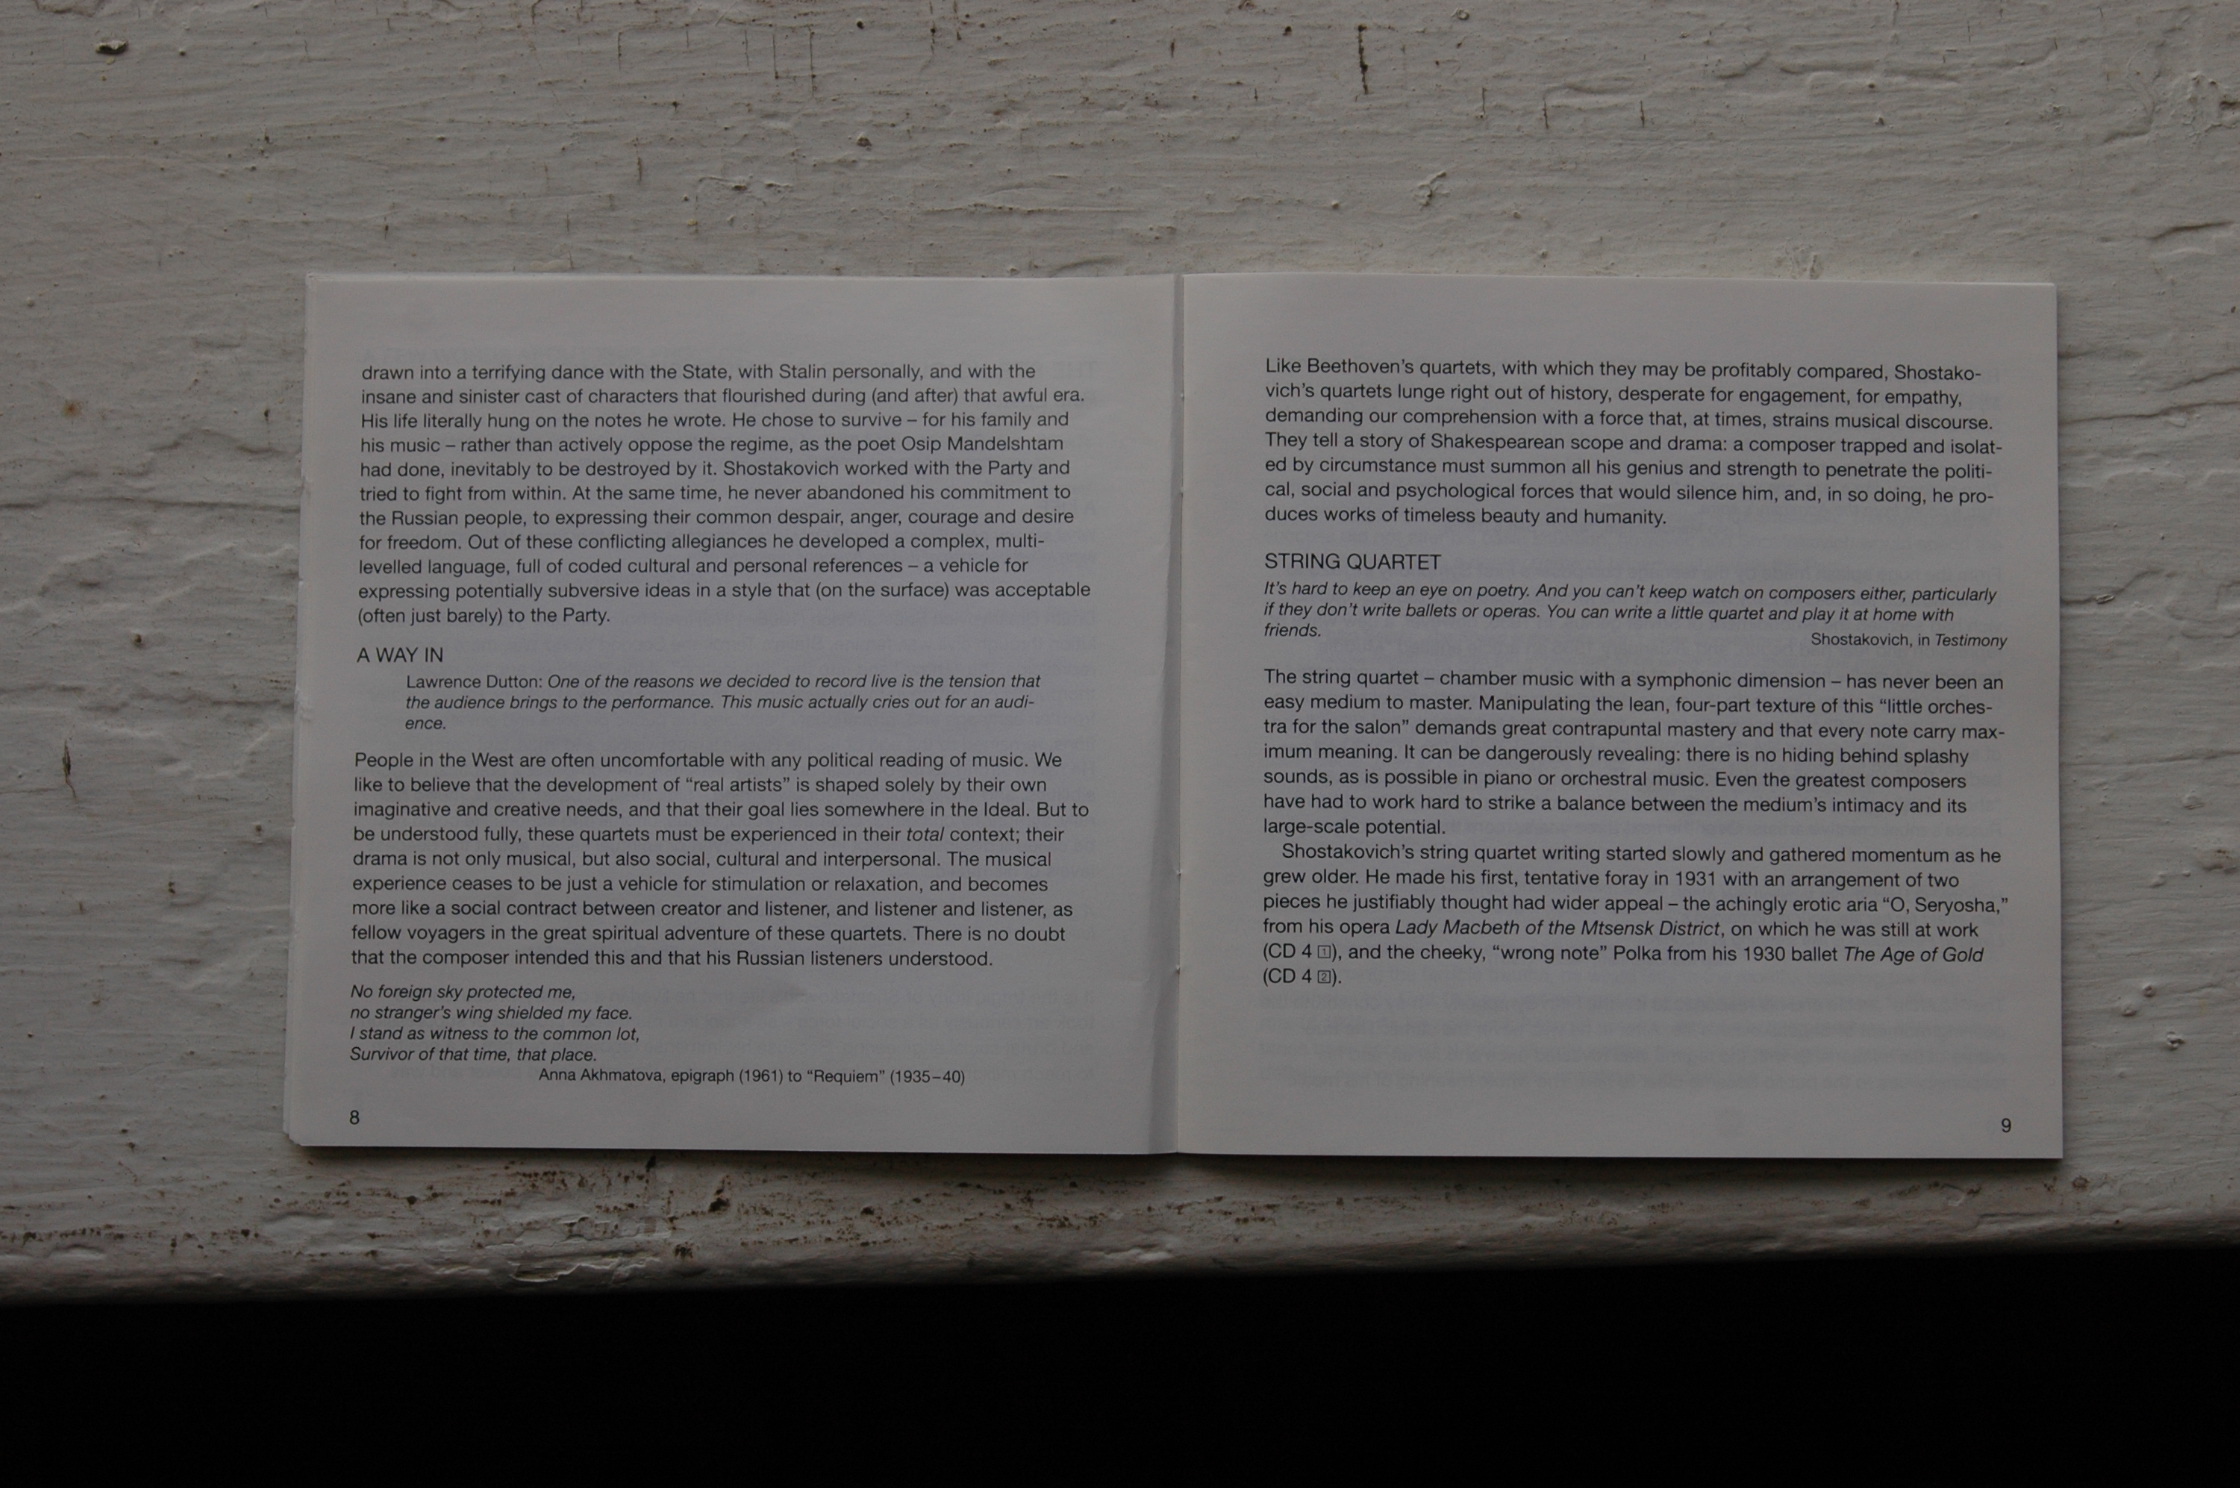 drawn into a terrifying dance with the State, with Stalin personally, and with the
insane and sinister cast of characters that flourished during (and after) that awful era.
His life literally hung on the notes he wrote. He chose to survive – for his family and
his music – rather than actively oppose the regime, as the poet Osip Mandelshtam
had done, inevitably to be destroyed by it. Shostakovich worked with the Party and
tried to fight from within. At the same time, he never abandoned his commitment to
the Russian people, to expressing their common despair, anger, courage and desire
for freedom. Out of these conflicting allegiances he developed a complex, multi-
levelled language, full of coded cultural and personal references – a vehicle for
expressing potentially subversive ideas in a style that (on the surface) was acceptable
(often just barely) to the Party.
A WAY IN
Lawrence Dutton: One of the reasons we decided to record live is the tension that
the audience brings to the performance. This music actually cries out for an audi-
ence.
People in the West are often uncomfortable with any political reading of music. We
like to believe that the development of “real artists” is shaped solely by their own
imaginative and creative needs, and that their goal lies somewhere in the Ideal. But to
be understood fully, these quartets must be experienced in their total context; their
drama is not only musical, but also social, cultural and interpersonal. The musical
experience ceases to be just a vehicle for stimulation or relaxation, and becomes
more like a social contract between creator and listener, and listener and listener, as
fellow voyagers in the great spiritual adventure of these quartets. There is no doubt
that the composer intended this and that his Russian listeners understood.
No foreign sky protected me,
no stranger’s wing shielded my face.
I stand as witness to the common lot,
Survivor of that time, that place.
Anna Akhmatova, epigraph (1961) to “Requiem” (1935–40)
8
Like Beethoven’s quartets, with which they may be profitably compared, Shostako-
vich’s quartets lunge right out of history, desperate for engagement, for empathy,
demanding our comprehension with a force that, at times, strains musical discourse.
They tell a story of Shakespearean scope and drama: a composer trapped and isolat-
ed by circumstance must summon all his genius and strength to penetrate the politi-
cal, social and psychological forces that would silence him, and, in so doing, he pro-
duces works of timeless beauty and humanity.
STRING QUARTET
It’s hard to keep an eye on poetry. And you can’t keep watch on composers either, particularly
if they don’t write ballets or operas. You can write a little quartet and play it at home with
friends.
Shostakovich, in Testimony
The string quartet – chamber music with a symphonic dimension – has never been an
easy medium to master. Manipulating the lean, four-part texture of this “little orches-
tra for the salon” demands great contrapuntal mastery and that every note carry max-
imum meaning. It can be dangerously revealing: there is no hiding behind splashy
sounds, as is possible in piano or orchestral music. Even the greatest composers
have had to work hard to strike a balance between the medium’s intimacy and its
large-scale potential.
Shostakovich’s string quartet writing started slowly and gathered momentum as he
grew older. He made his first, tentative foray in 1931 with an arrangement of two
pieces he justifiably thought had wider appeal – the achingly erotic aria “O, Seryosha,”
from his opera Lady Macbeth of the Mtsensk District, on which he was still at work
(CD 4 1), and the cheeky, “wrong note” Polka from his 1930 ballet The Age of Gold
(CD 4 2).
9